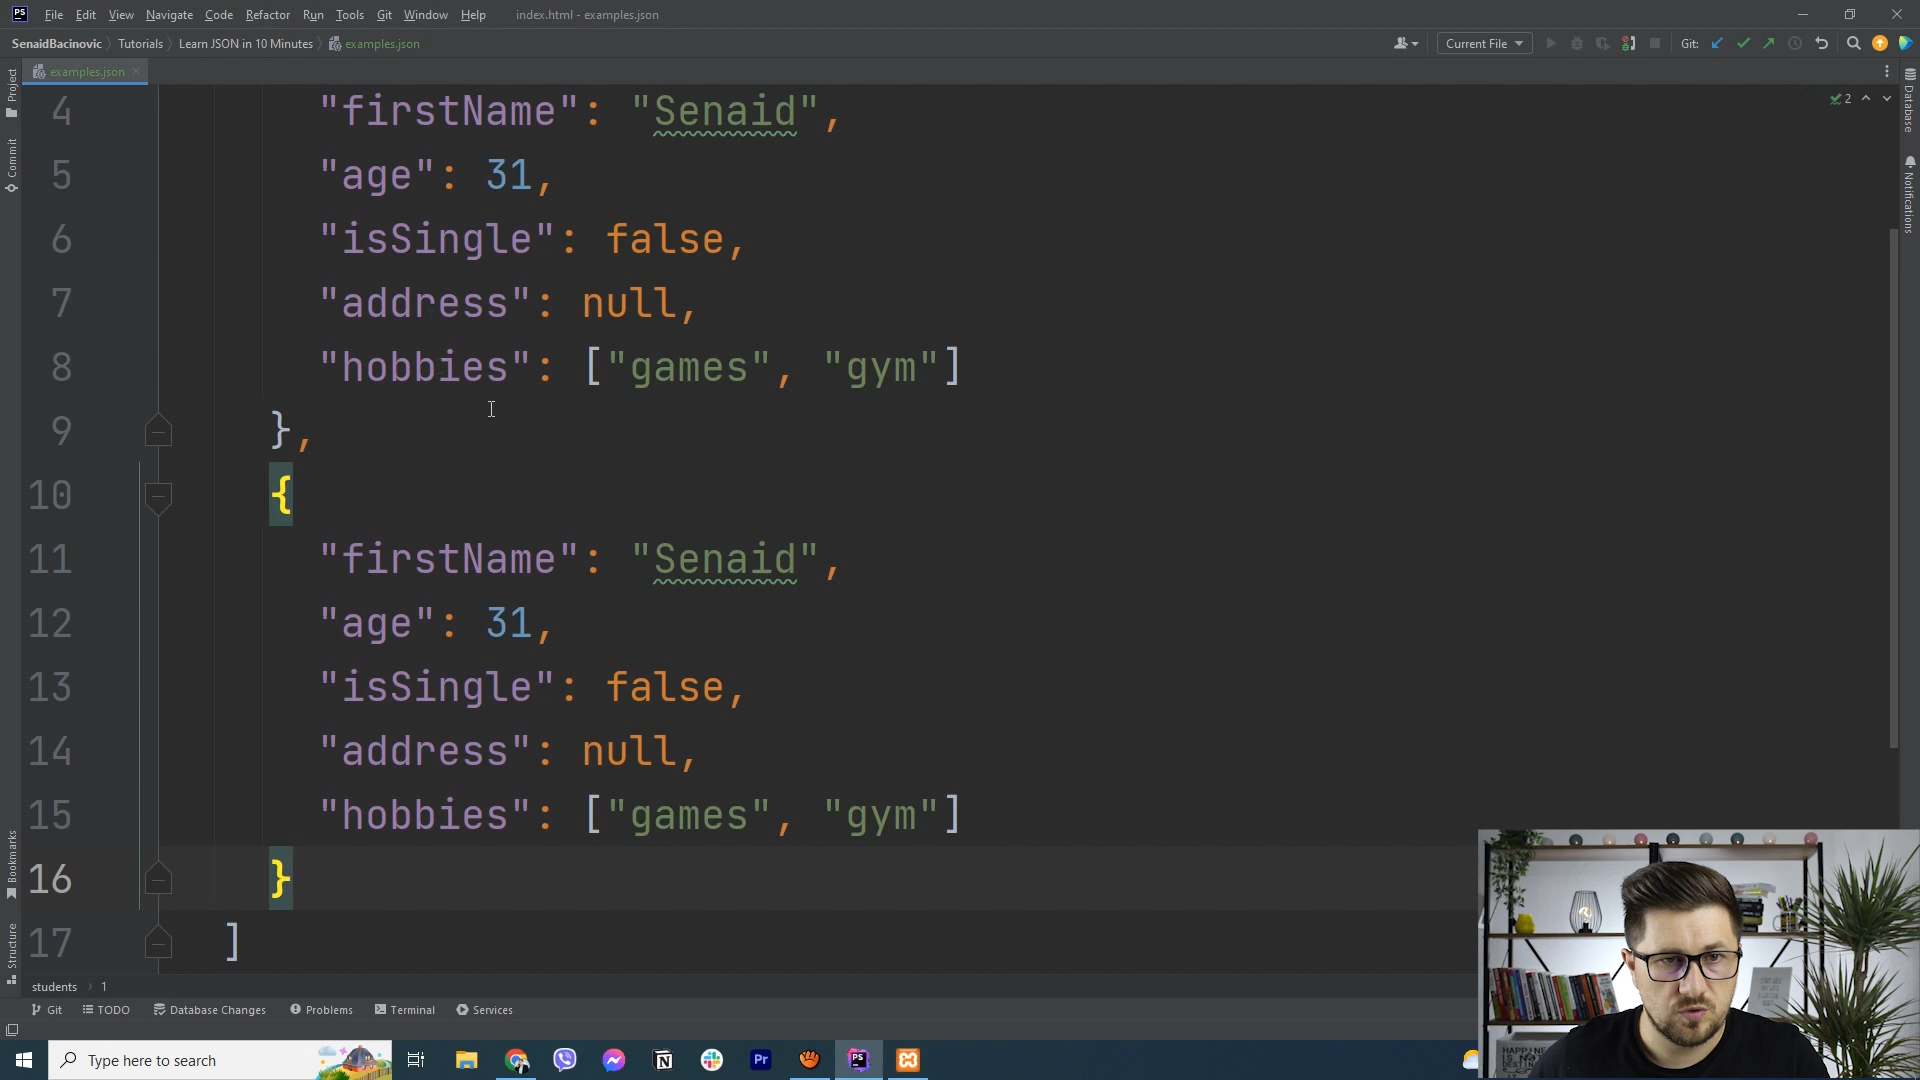 PS File Edit View Navigate Code Refactor Run Tools Git Window Help index.html - examples.json
SenaidBacinovic Tutorials Learn JSON in 10 Minutes examples.json Current File Git:
examples.json
Project
Commit
Bookmarks
Structure
Database
Notifications
2
4 "firstName": "Senaid",
5 "age": 31,
6 "isSingle": false,
7 "address": null,
8 "hobbies": ["games", "gym"]
9 },
10 {
11 "firstName": "Senaid",
12 "age": 31,
13 "isSingle": false,
14 "address": null,
15 "hobbies": ["games", "gym"]
16 }
17 ]
students 1
Git TODO Database Changes Problems Terminal Services
Type here to search
N Pr PS